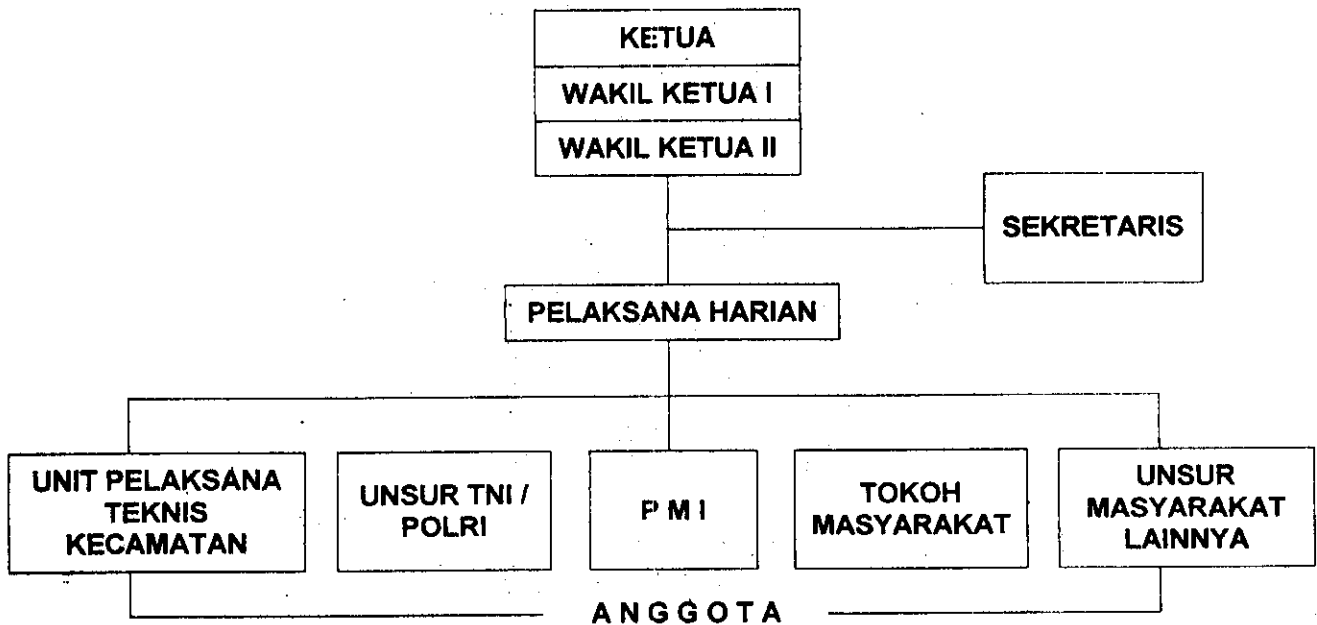 KETUA
WAKIL KETUA I
WAKIL KETUA II
SEKRETARIS
PELAKSANA HARIAN
UNIT PELAKSANA
TEKNIS
KECAMATAN
UNSUR TNI /
POLRI
P M I
TOKOH
MASYARAKAT
UNSUR
MASYARAKAT
LAINNYA
A N G G O T A